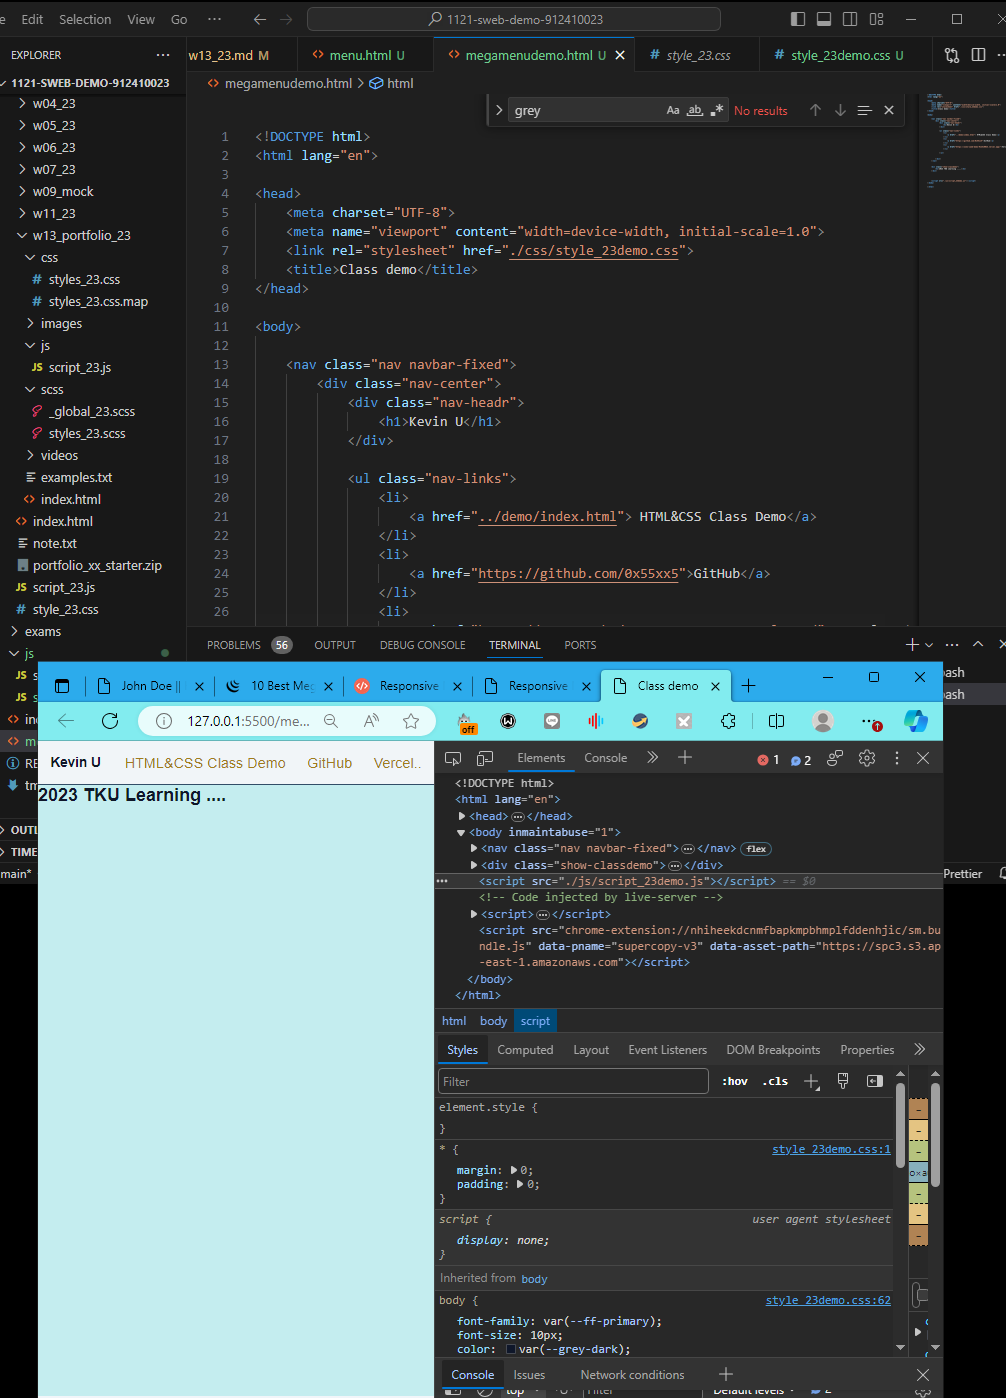 Edit Selection View Go ··· 1121-sweb-demo-912410023
EXPLORER ···
w13_23.md M
menu.html U
megamenudemo.html U
style_23.css
style_23demo.css U
1121-SWEB-DEMO-912410023
megamenudemo.html > html
grey Aa ab .* No results
w04_23
w05_23
w06_23
w07_23
w09_mock
w11_23
w13_portfolio_23
css
styles_23.css
styles_23.css.map
images
js
JS script_23.js
scss
_global_23.scss
styles_23.scss
videos
examples.txt
index.html
index.html
note.txt
portfolio_xx_starter.zip
JS script_23.js
# style_23.css
exams
js
1 <!DOCTYPE html>
2 <html lang="en">
3
4 <head>
5 <meta charset="UTF-8">
6 <meta name="viewport" content="width=device-width, initial-scale=1.0">
7 <link rel="stylesheet" href="./css/style_23demo.css">
8 <title>Class demo</title>
9 </head>
10
11 <body>
12
13 <nav class="nav navbar-fixed">
14 <div class="nav-center">
15 <div class="nav-headr">
16 <h1>Kevin U</h1>
17 </div>
18
19 <ul class="nav-links">
20 <li>
21 <a href="../demo/index.html"> HTML&CSS Class Demo</a>
22 </li>
23 <li>
24 <a href="https://github.com/0x55xx5">GitHub</a>
25 </li>
26 <li>
PROBLEMS 56 OUTPUT DEBUG CONSOLE TERMINAL PORTS
OUTL
TIME
main*
Prettier
John Doe ||
10 Best Meg
Responsive
Responsive
Class demo
127.0.0.1:5500/me...
off
Kevin U HTML&CSS Class Demo GitHub Vercel..
2023 TKU Learning ....
Elements Console 1 2
<!DOCTYPE html>
<html lang="en">
<head>···</head>
<body inmaintabuse="1">
<nav class="nav navbar-fixed">···</nav> flex
<div class="show-classdemo">···</div>
<script src="./js/script_23demo.js"></script> == $0
<!-- Code injected by live-server -->
<script>···</script>
<script src="chrome-extension://nhiheekdcnmfbapkmpbhmplfddenhjic/sm.bu
ndle.js" data-pname="supercopy-v3" data-asset-path="https://spc3.s3.ap
-east-1.amazonaws.com"></script>
</body>
</html>
html body script
Styles Computed Layout Event Listeners DOM Breakpoints Properties
Filter :hov .cls
element.style {
}
* { style_23demo.css:1
margin: 0;
padding: 0;
}
script { user agent stylesheet
display: none;
}
Inherited from body
body { style_23demo.css:62
font-family: var(--ff-primary);
font-size: 10px;
color: var(--grey-dark);
Console Issues Network conditions